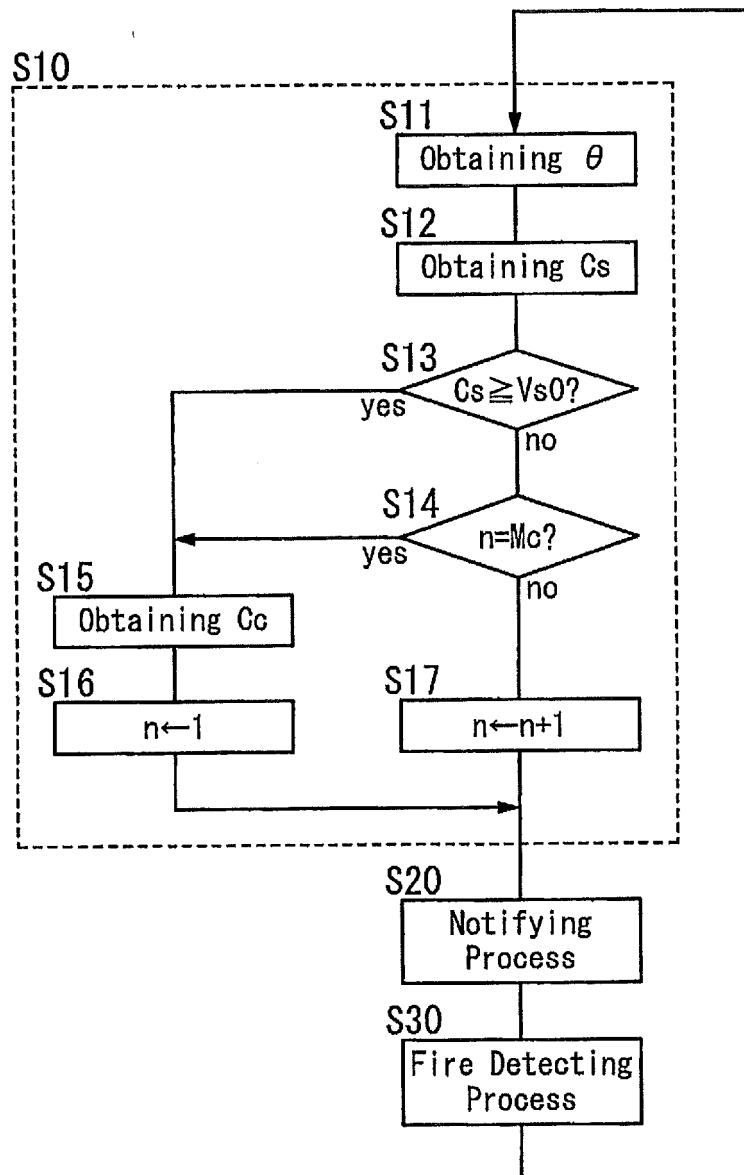 S10
S11
Obtaining θ
S12
Obtaining Cs
S13
Cs≧Vs0?
yes
no
S14
n=Mc?
yes
no
S15
Obtaining Cc
S16
n←1
S17
n←n+1
S20
Notifying
Process
S30
Fire Detecting
Process